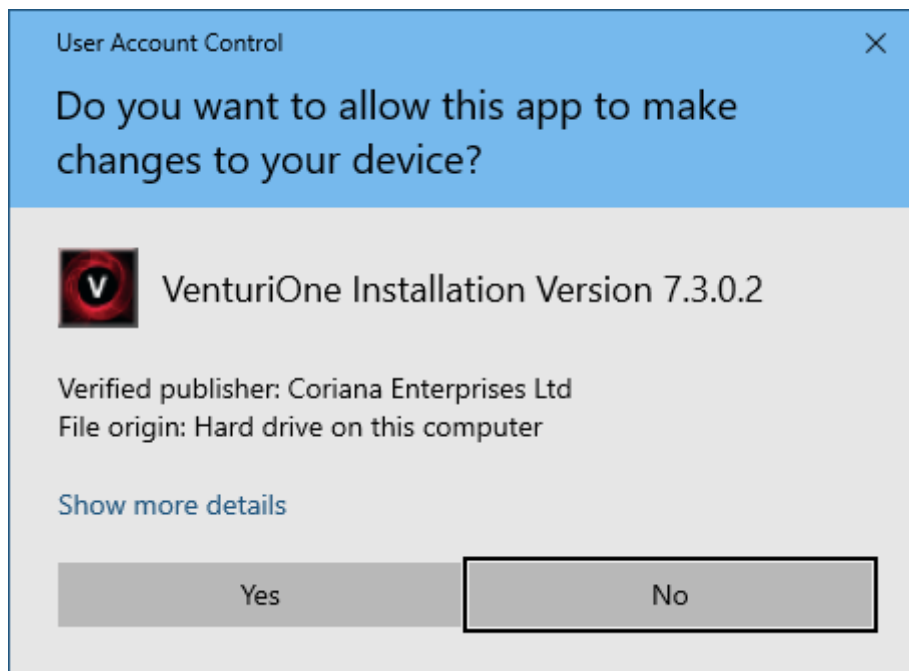 User Account Control
Do you want to allow this app to make
changes to your device?
V
VenturiOne Installation Version 7.3.0.2
Verified publisher: Coriana Enterprises Ltd
File origin: Hard drive on this computer
Show more details
Yes
No